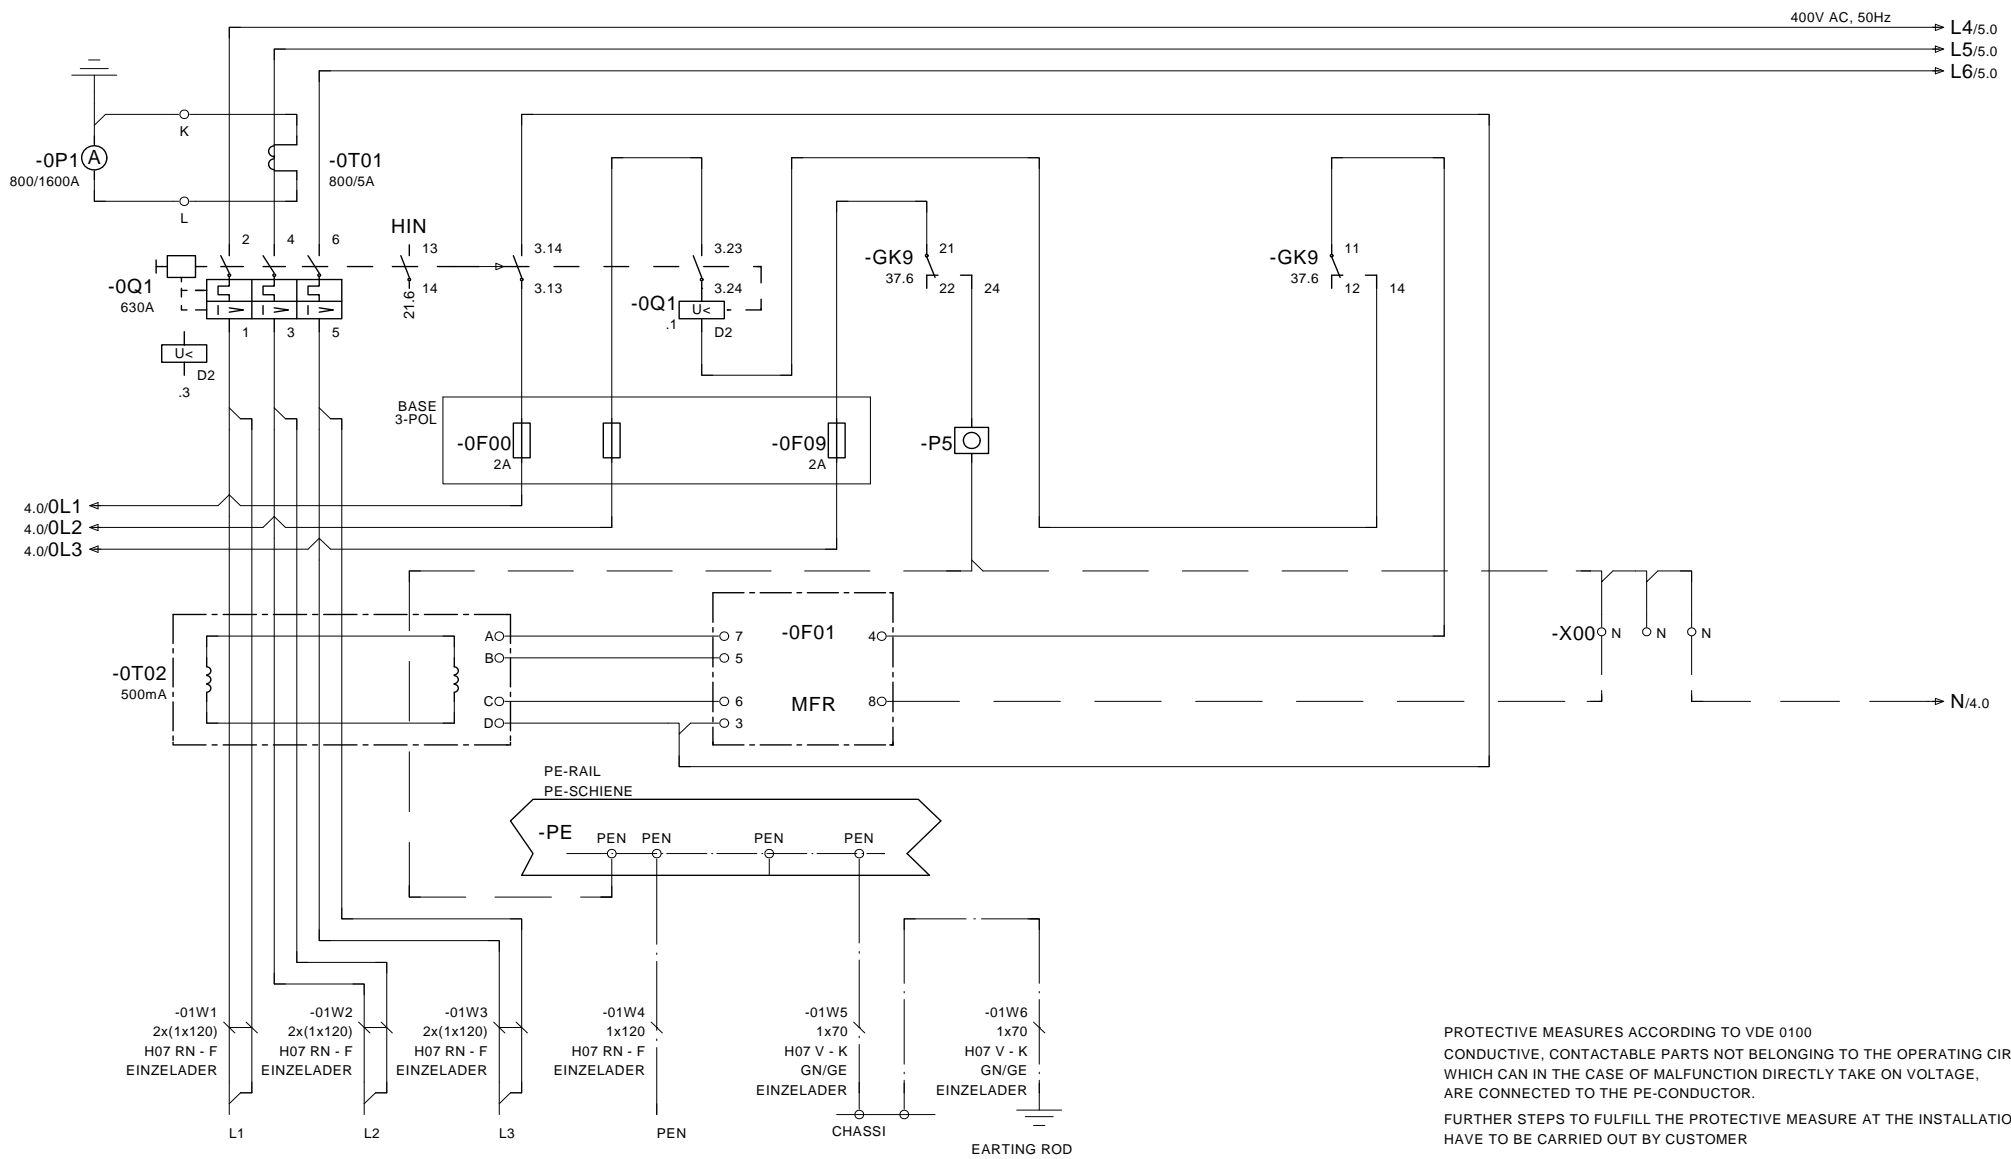 400V AC, 50Hz
L4/5.0
L5/5.0
L6/5.0
K
-0P1
A
800/1600A
-0T01
800/5A
L
HIN
2
4
6
13
3.14
3.23
21
11
-0Q1
630A
I >
I >
I >
14
21.6
3.13
-0Q1
.1
3.24
U<
D2
-GK9
37.6
22
24
-GK9
37.6
12
14
1
3
5
U<
D2
.3
BASE
3-POL
-0F00
2A
-0F09
2A
-P5
4.0/0L1
4.0/0L2
4.0/0L3
-0T02
500mA
A
B
C
D
7
5
6
3
-0F01
MFR
4
8
-X00
N
N
N
N/4.0
PE-RAIL
PE-SCHIENE
-PE
PEN
PEN
PEN
PEN
-01W1
2x(1x120)
H07 RN - F
EINZELADER
-01W2
2x(1x120)
H07 RN - F
EINZELADER
-01W3
2x(1x120)
H07 RN - F
EINZELADER
-01W4
1x120
H07 RN - F
EINZELADER
-01W5
1x70
H07 V - K
GN/GE
EINZELADER
-01W6
1x70
H07 V - K
GN/GE
EINZELADER
L1
L2
L3
PEN
CHASSI
EARTING ROD
PROTECTIVE MEASURES ACCORDING TO VDE 0100
CONDUCTIVE, CONTACTABLE PARTS NOT BELONGING TO THE OPERATING CIR
WHICH CAN IN THE CASE OF MALFUNCTION DIRECTLY TAKE ON VOLTAGE,
ARE CONNECTED TO THE PE-CONDUCTOR.
FURTHER STEPS TO FULFILL THE PROTECTIVE MEASURE AT THE INSTALLATIO
HAVE TO BE CARRIED OUT BY CUSTOMER